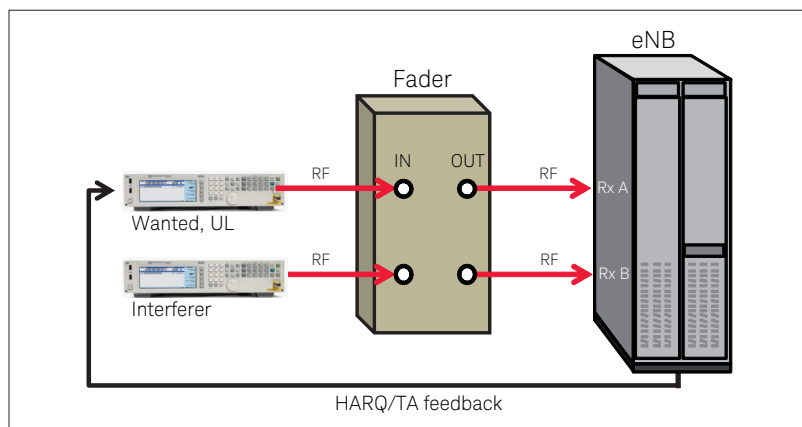 eNB
Fader
IN OUT
RF
RF
Rx A
Wanted, UL
RF
RF
Rx B
Interferer
HARQ/TA feedback